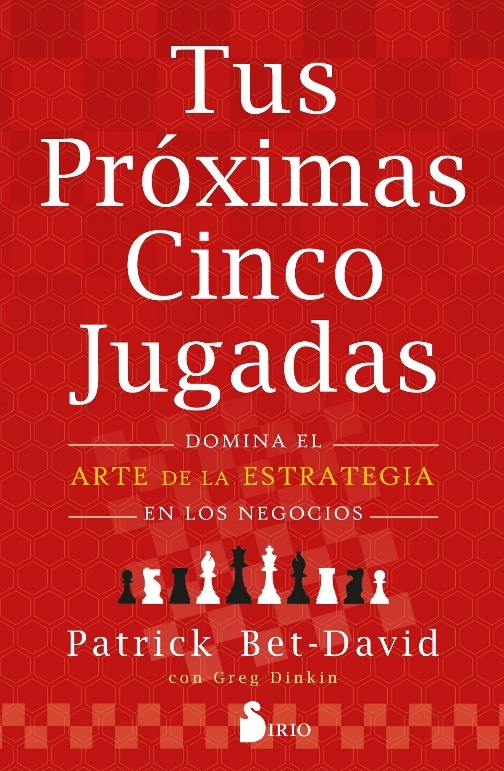 Tus
Próximas
Cinco
Jugadas
DOMINA EL
ARTE DE LA ESTRATEGIA
EN LOS NEGOCIOS
Patrick Bet-David
con Greg Dinkin
SIRIO